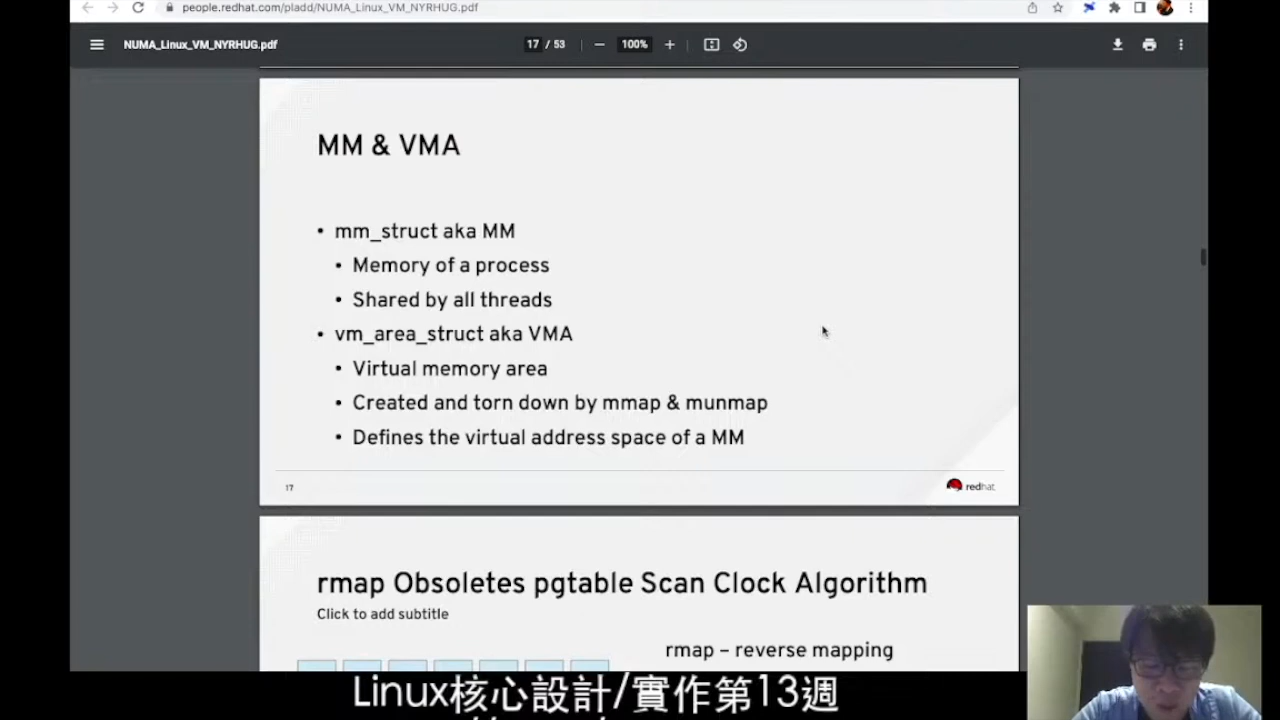 people.redhat.com/pladd/NUMA_Linux_VM_NYRHUG.pdf
NUMA_Linux_VM_NYRHUG.pdf 17 / 53 − 100% +
MM & VMA
• mm_struct aka MM
• Memory of a process
• Shared by all threads
• vm_area_struct aka VMA
• Virtual memory area
• Created and torn down by mmap & munmap
• Defines the virtual address space of a MM
17 redhat
rmap Obsoletes pgtable Scan Clock Algorithm
Click to add subtitle
rmap – reverse mapping
Linux核心設計/實作第13週